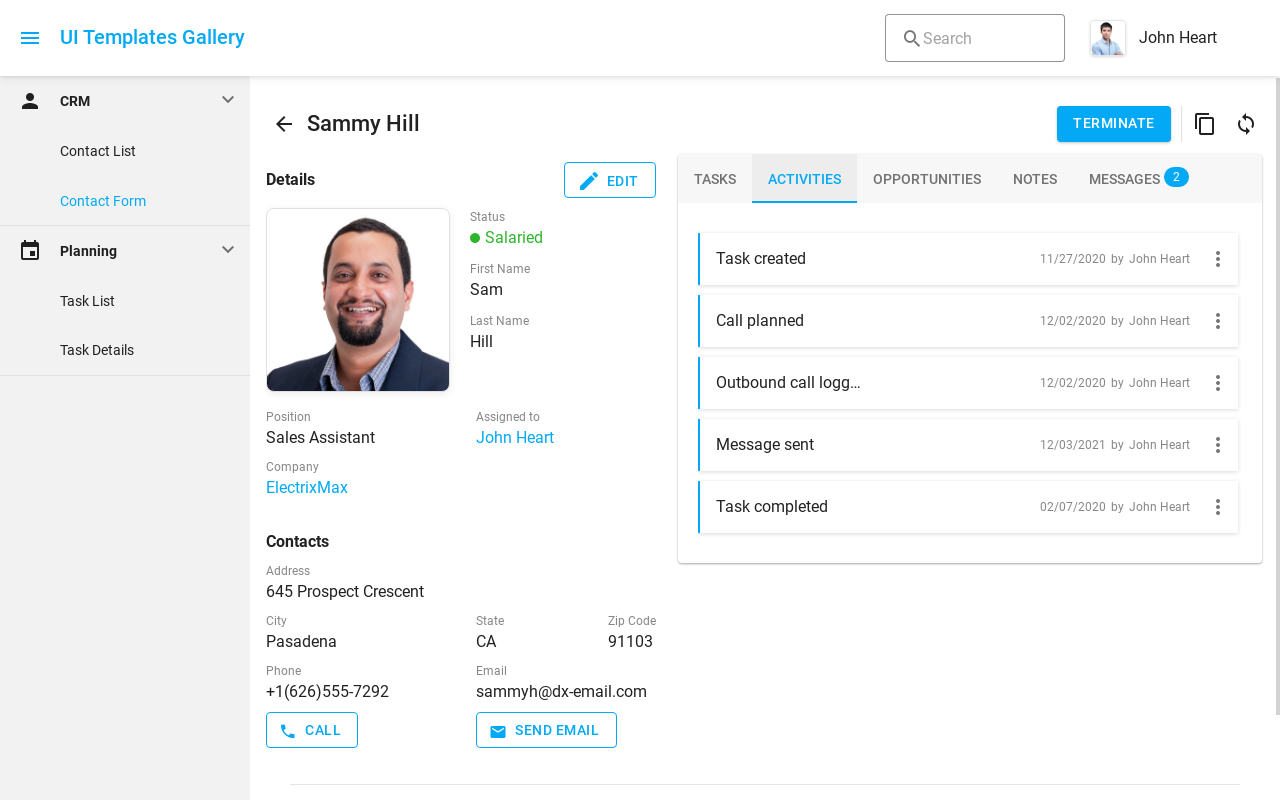 UI Templates Gallery
Search
John Heart
CRM
Contact List
Contact Form
Planning
Task List
Task Details
Sammy Hill
TERMINATE
Details
EDIT
Status
Salaried
First Name
Sam
Last Name
Hill
Position
Sales Assistant
Assigned to
John Heart
Company
ElectrixMax
Contacts
Address
645 Prospect Crescent
City
Pasadena
State
CA
Zip Code
91103
Phone
+1(626)555-7292
Email
sammyh@dx-email.com
CALL
SEND EMAIL
TASKS ACTIVITIES OPPORTUNITIES NOTES MESSAGES 2
Task created 11/27/2020 by John Heart
Call planned 12/02/2020 by John Heart
Outbound call logg... 12/02/2020 by John Heart
Message sent 12/03/2021 by John Heart
Task completed 02/07/2020 by John Heart